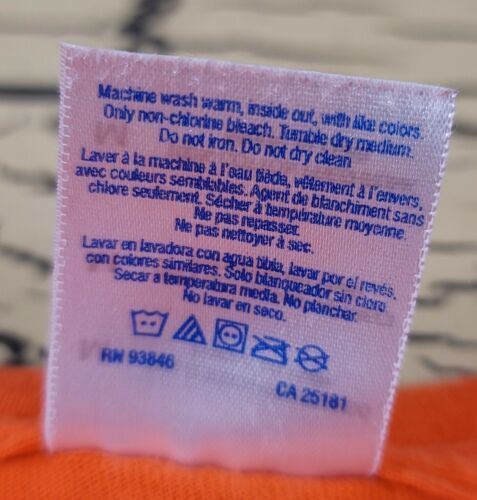 Machine wash warm, inside out, with like colors.
Only non-chlorine bleach. Tumble dry medium.
Do not iron. Do not dry clean
Laver à la machine à l'eau tiède, vêtement à l'envers,
avec couleurs semblables. Agent de blanchiment sans
chlore seulement. Sécher à température moyenne.
Ne pas repasser.
Ne pas nettoyer à sec.
Lavar en lavadora con agua tibia, lavar por el revés,
con colores similares. Solo blanqueador sin cloro
Secar a temperatura media. No planchar.
No lavar en seco.
RN 93846
CA 25181